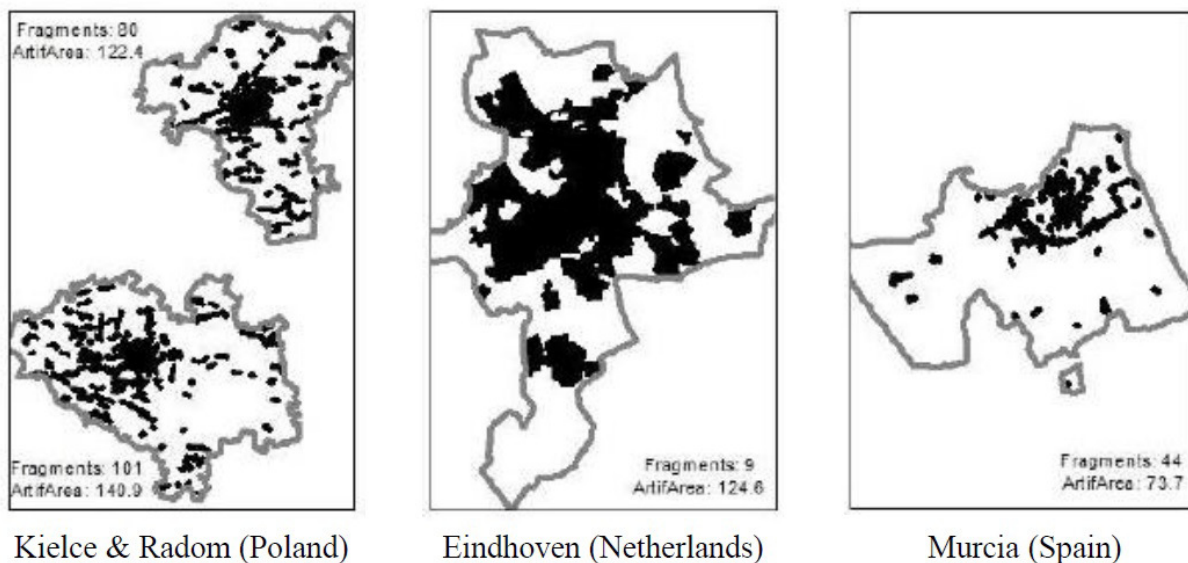 Fragments: 80
ArtifArea: 122.4
Fragments: 101
ArtifArea: 140.9
Fragments: 9
ArtifArea: 124.6
Fragments: 44
ArtifArea: 73.7
Kielce & Radom (Poland)
Eindhoven (Netherlands)
Murcia (Spain)